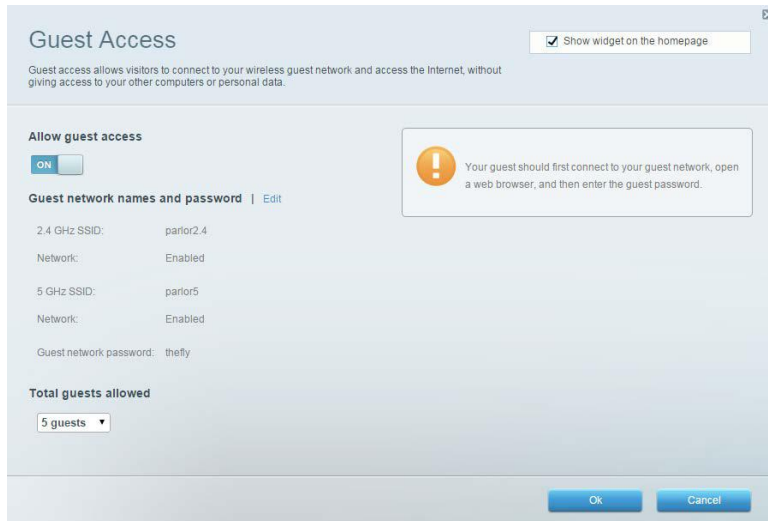 Guest Access
Show widget on the homepage
Guest access allows visitors to connect to your wireless guest network and access the Internet, without
giving access to your other computers or personal data.
Allow guest access
ON
Your guest should first connect to your guest network, open
a web browser, and then enter the guest password.
Guest network names and password | Edit
2.4 GHz SSID: parlor2.4
Network: Enabled
5 GHz SSID: parlor5
Network: Enabled
Guest network password: thefly
Total guests allowed
5 guests
Ok Cancel